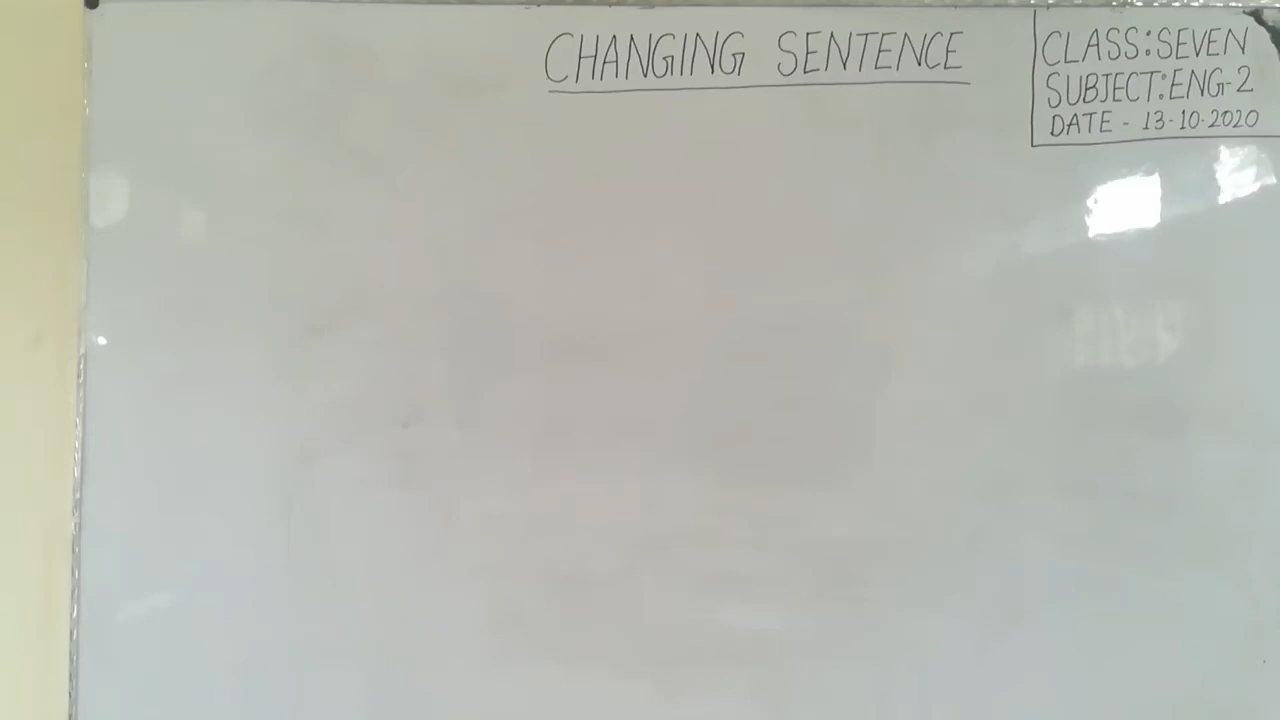 CHANGING SENTENCE
CLASS:SEVEN
SUBJECT:ENG-2
DATE - 13-10-2020